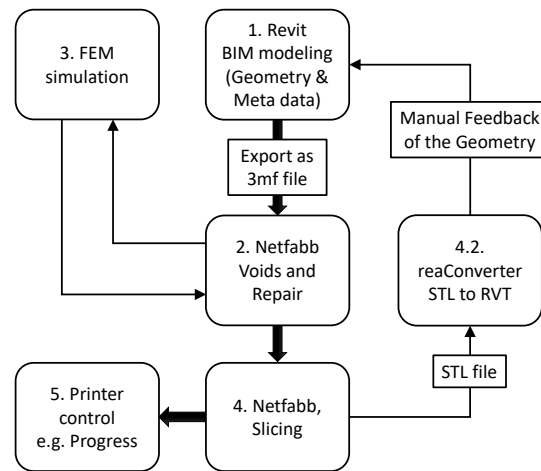 3. FEM
simulation
1. Revit
BIM modeling
(Geometry &
Meta data)
Manual Feedback
of the Geometry
Export as
3mf file
2. Netfabb
Voids and
Repair
4.2.
reaConverter
STL to RVT
STL file
5. Printer
control
e.g. Progress
4. Netfabb,
Slicing